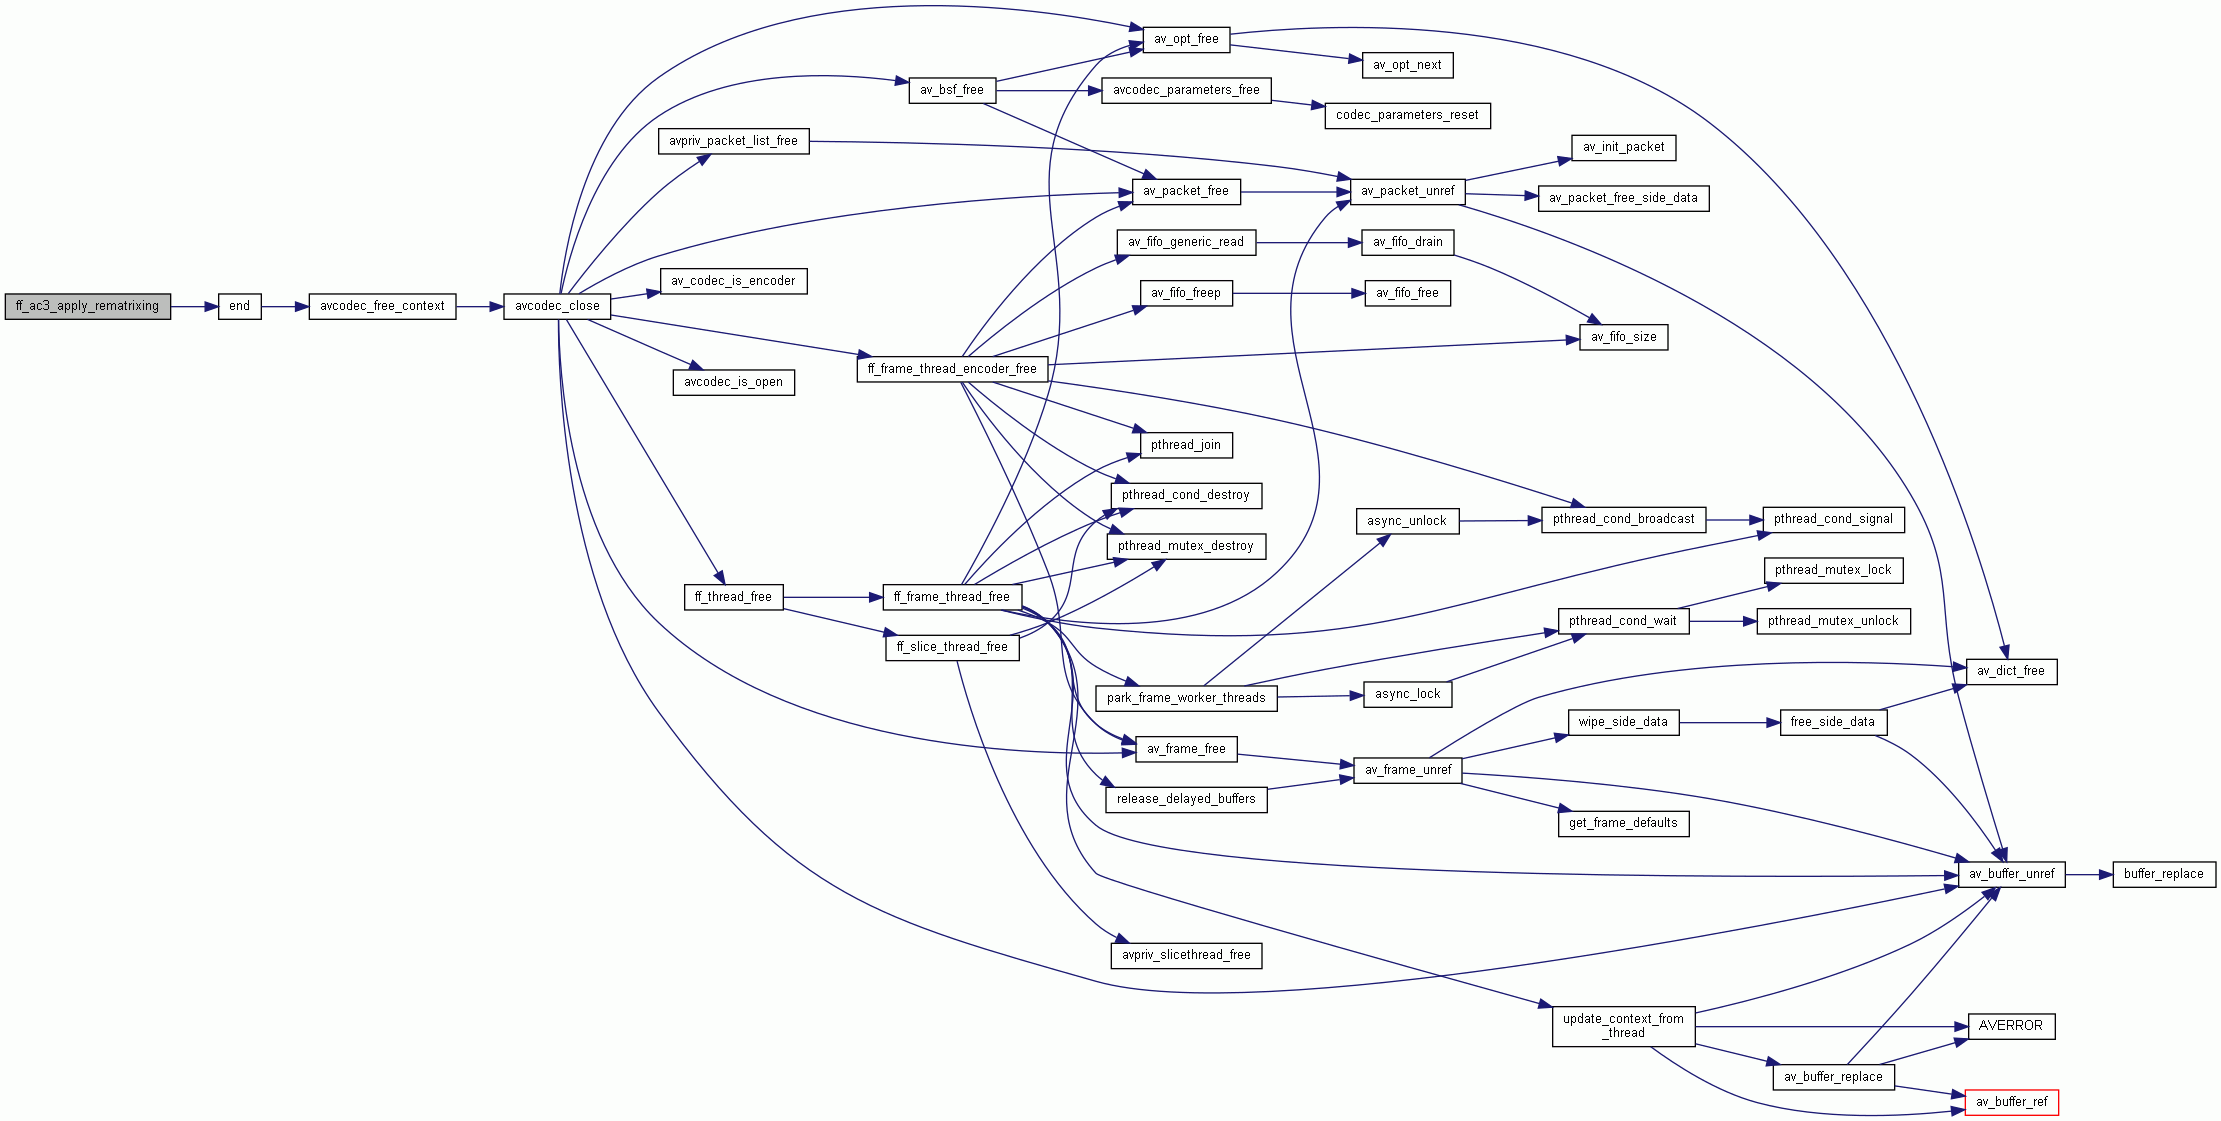 ff_ac3_apply_rematrixing
end
avcodec_free_context
avcodec_close
avpriv_packet_list_free
av_codec_is_encoder
avcodec_is_open
ff_thread_free
av_bsf_free
ff_frame_thread_encoder_free
ff_frame_thread_free
ff_slice_thread_free
av_opt_free
avcodec_parameters_free
av_packet_free
av_fifo_generic_read
av_fifo_freep
pthread_join
pthread_cond_destroy
pthread_mutex_destroy
park_frame_worker_threads
av_frame_free
release_delayed_buffers
avpriv_slicethread_free
av_opt_next
codec_parameters_reset
av_packet_unref
av_fifo_drain
av_fifo_free
async_unlock
async_lock
av_frame_unref
av_init_packet
av_packet_free_side_data
av_fifo_size
pthread_cond_broadcast
pthread_cond_wait
wipe_side_data
get_frame_defaults
update_context_from
_thread
pthread_cond_signal
pthread_mutex_lock
pthread_mutex_unlock
free_side_data
av_buffer_replace
av_dict_free
av_buffer_unref
AVERROR
av_buffer_ref
buffer_replace